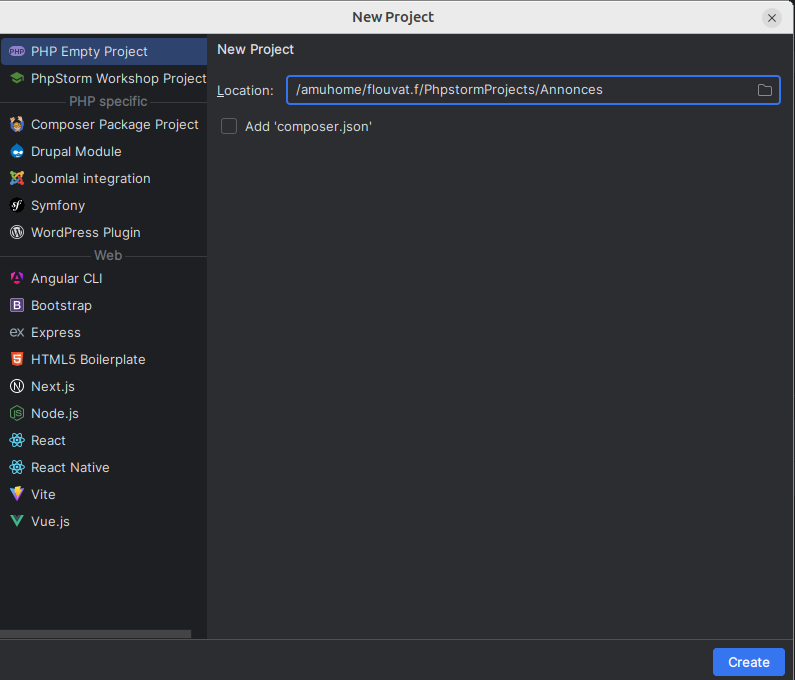 New Project
PHP Empty Project
PhpStorm Workshop Project
PHP specific
Composer Package Project
Drupal Module
Joomla! integration
Symfony
WordPress Plugin
Web
Angular CLI
Bootstrap
Express
HTML5 Boilerplate
Next.js
Node.js
React
React Native
Vite
Vue.js
New Project
Location: /amuhome/flouvat.f/PhpstormProjects/Annonces
Add 'composer.json'
Create